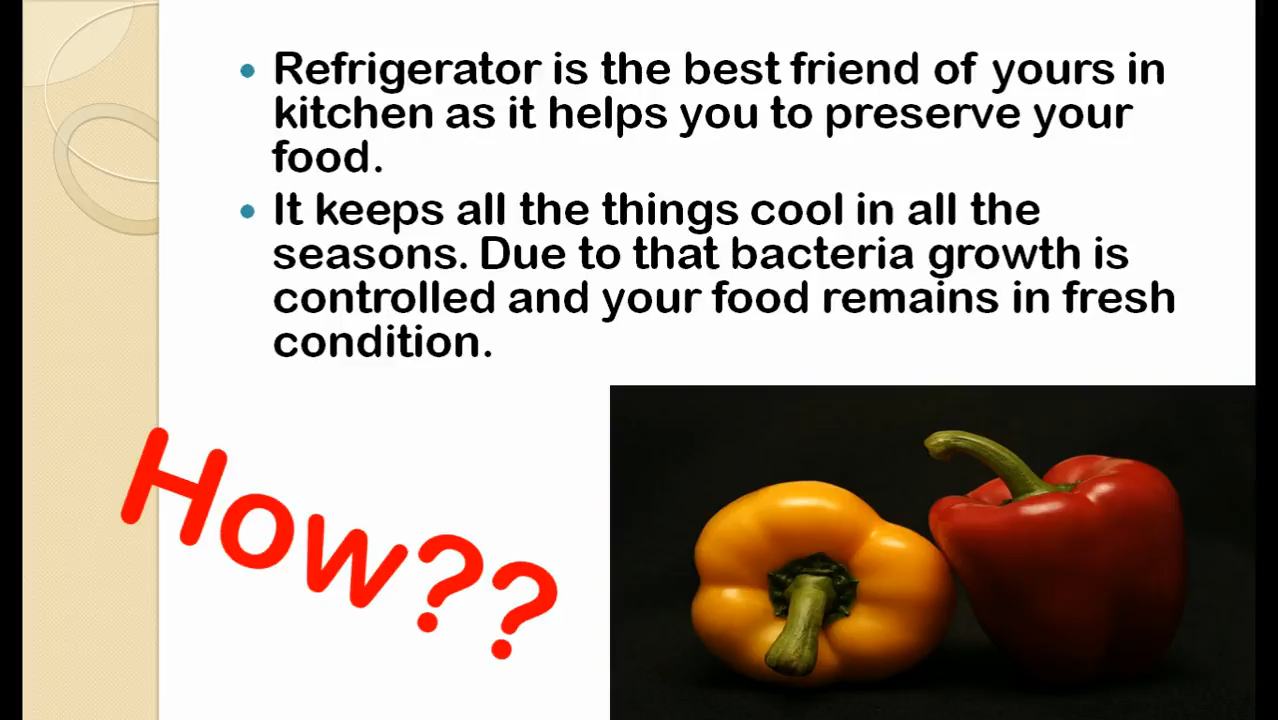 Refrigerator is the best friend of yours in
kitchen as it helps you to preserve your
food.
It keeps all the things cool in all the
seasons. Due to that bacteria growth is
controlled and your food remains in fresh
condition.
How??